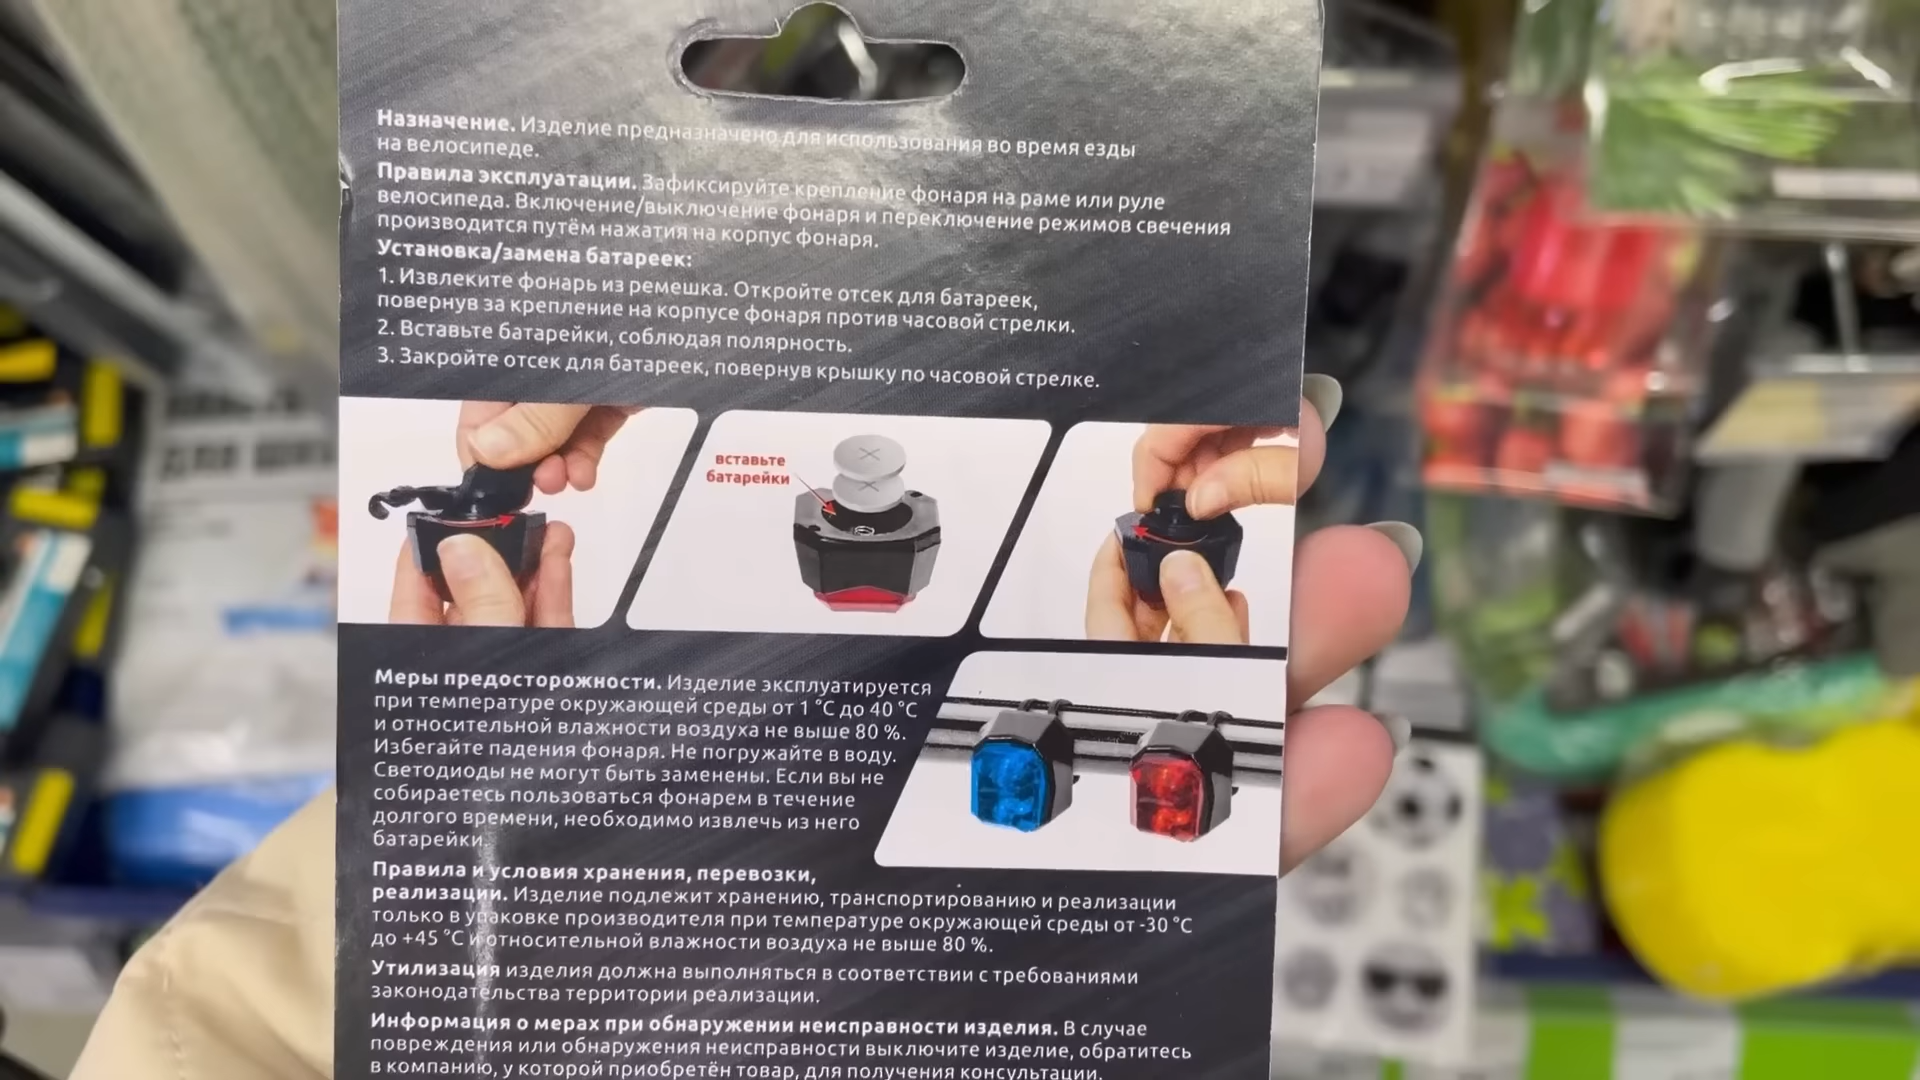 Назначение. Изделие предназначено для использования во время езды
на велосипеде.
Правила эксплуатации. Зафиксируйте крепление фонаря на раме или руле
велосипеда. Включение/выключение фонаря и переключение режимов свечения
производится путём нажатия на корпус фонаря.
Установка/замена батареек:
1. Извлеките фонарь из ремешка. Откройте отсек для батареек,
повернув за крепление на корпусе фонаря против часовой стрелки.
2. Вставьте батарейки, соблюдая полярность.
3. Закройте отсек для батареек, повернув крышку по часовой стрелке.
вставьте
батарейки
Меры предосторожности. Изделие эксплуатируется
при температуре окружающей среды от 1 °C до 40 °C
и относительной влажности воздуха не выше 80 %.
Избегайте падения фонаря. Не погружайте в воду.
Светодиоды не могут быть заменены. Если вы не
собираетесь пользоваться фонарем в течение
долгого времени, необходимо извлечь из него
батарейки.
Правила и условия хранения, перевозки,
реализации. Изделие подлежит хранению, транспортированию и реализации
только в упаковке производителя при температуре окружающей среды от -30 °C
до +45 °C и относительной влажности воздуха не выше 80 %.
Утилизация изделия должна выполняться в соответствии с требованиями
законодательства территории реализации.
Информация о мерах при обнаружении неисправности изделия. В случае
повреждения или обнаружения неисправности выключите изделие, обратитесь
в компанию, у которой приобретён товар, для получения консультации.